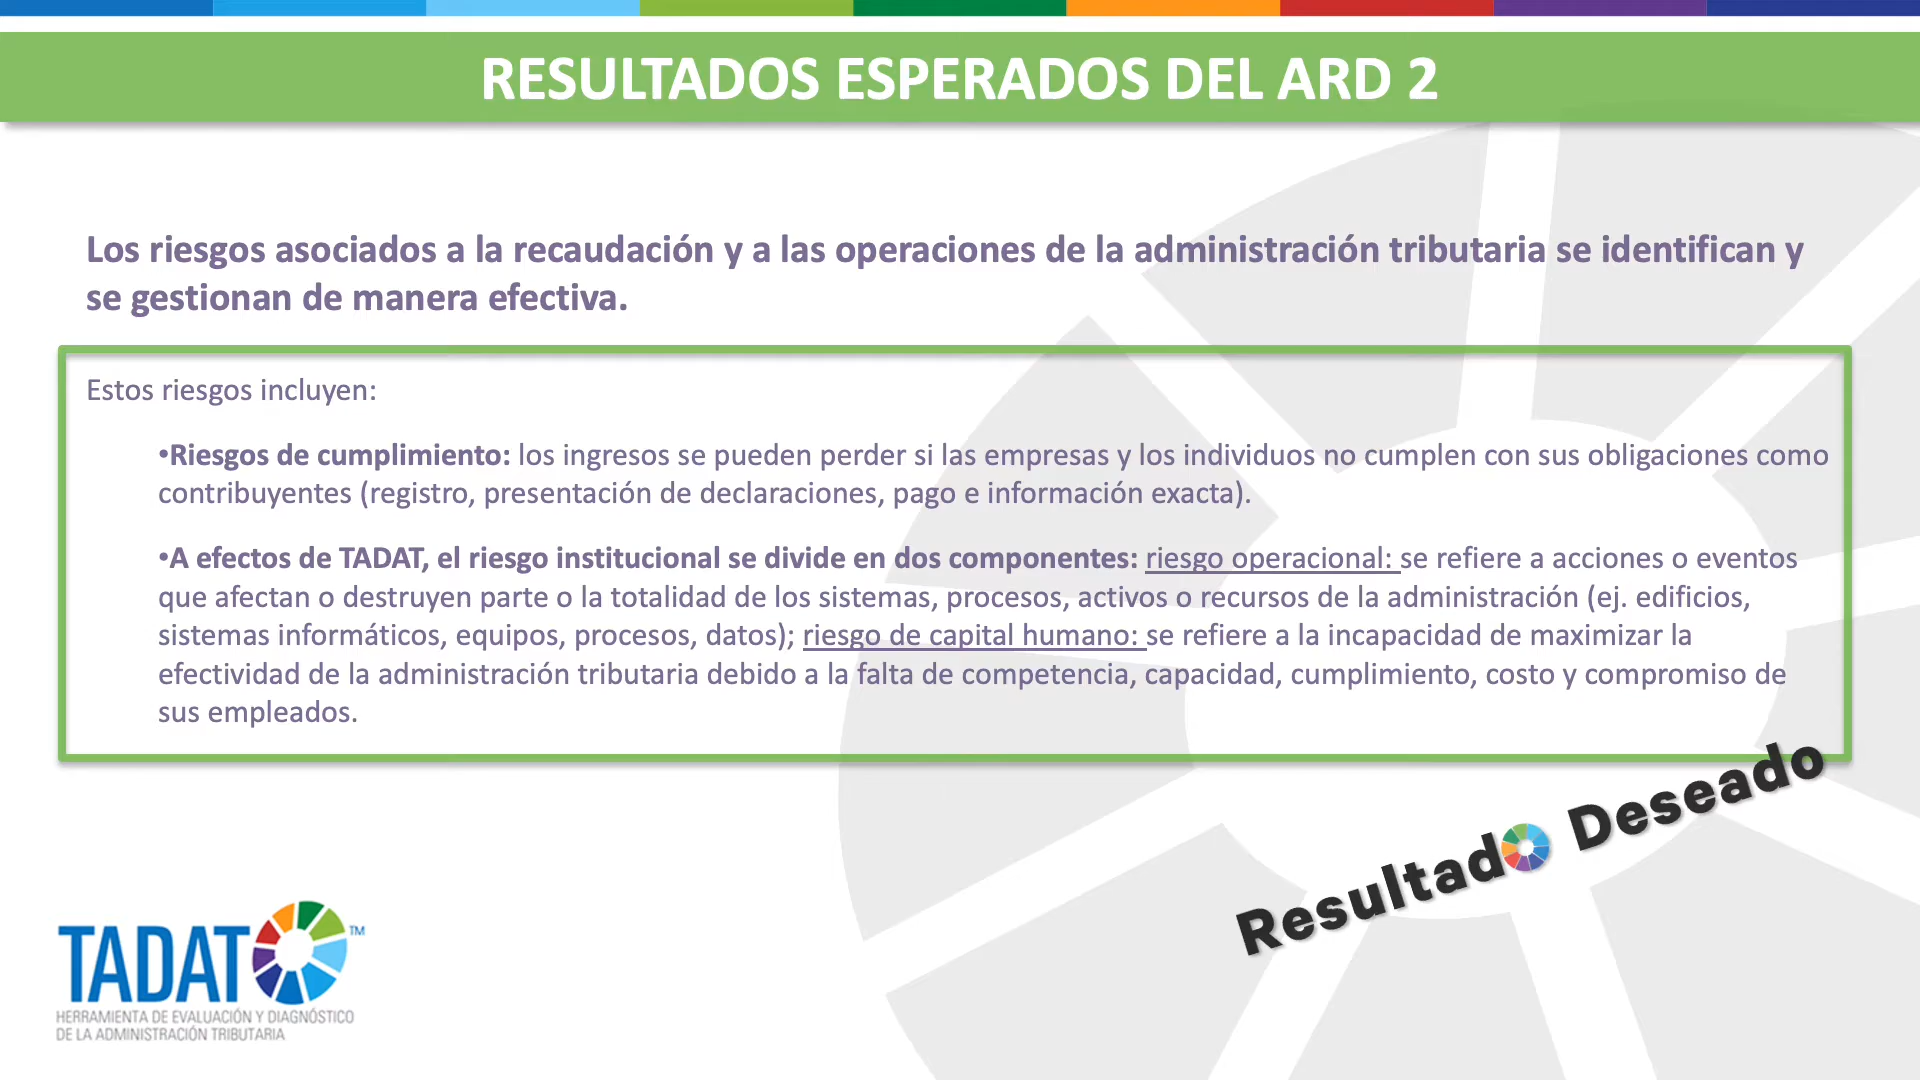 RESULTADOS ESPERADOS DEL ARD 2
Los riesgos asociados a la recaudación y a las operaciones de la administración tributaria se identifican y
se gestionan de manera efectiva.
Estos riesgos incluyen:
•Riesgos de cumplimiento: los ingresos se pueden perder si las empresas y los individuos no cumplen con sus obligaciones como
contribuyentes (registro, presentación de declaraciones, pago e información exacta).
•A efectos de TADAT, el riesgo institucional se divide en dos componentes: riesgo operacional: se refiere a acciones o eventos
que afectan o destruyen parte o la totalidad de los sistemas, procesos, activos o recursos de la administración (ej. edificios,
sistemas informáticos, equipos, procesos, datos); riesgo de capital humano: se refiere a la incapacidad de maximizar la
efectividad de la administración tributaria debido a la falta de competencia, capacidad, cumplimiento, costo y compromiso de
sus empleados.
Resultado Deseado
TADAT TM
HERRAMIENTA DE EVALUACIÓN Y DIAGNÓSTICO
DE LA ADMINISTRACIÓN TRIBUTARIA